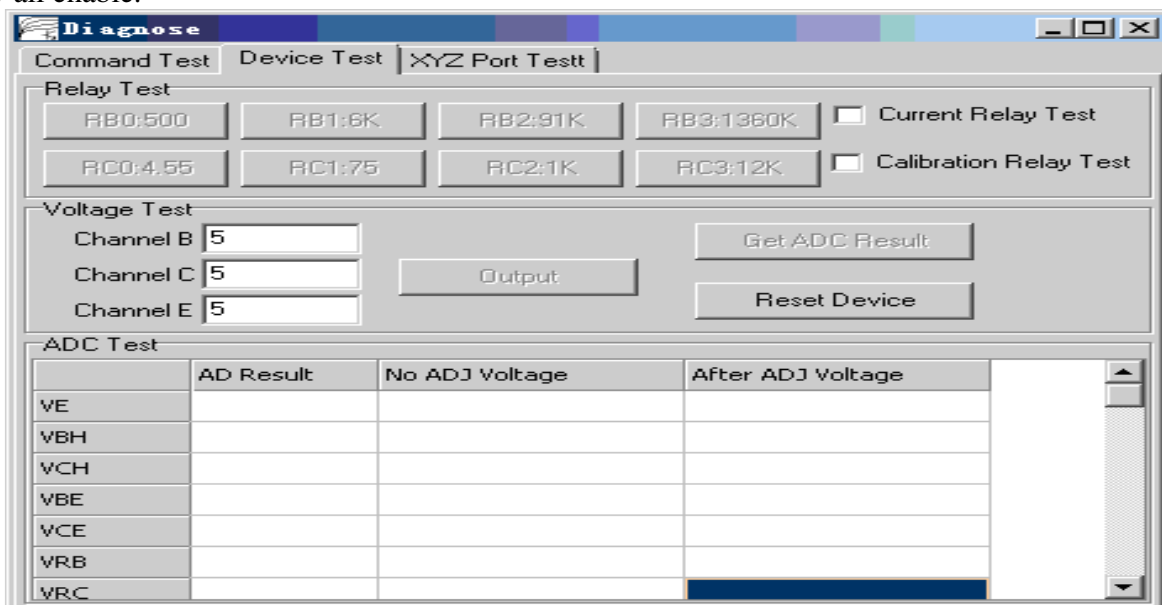 Diagnose
Command Test Device Test XYZ Port Testt
Relay Test
RB0:500 RB1:6K RB2:91K RB3:1360K Current Relay Test
RC0:4.55 RC1:75 RC2:1K RC3:12K Calibration Relay Test
Voltage Test
Channel B 5 Get ADC Result
Channel C 5 Output
Channel E 5 Reset Device
ADC Test
AD Result No ADJ Voltage After ADJ Voltage
VE
VBH
VCH
VBE
VCE
VRB
VRC